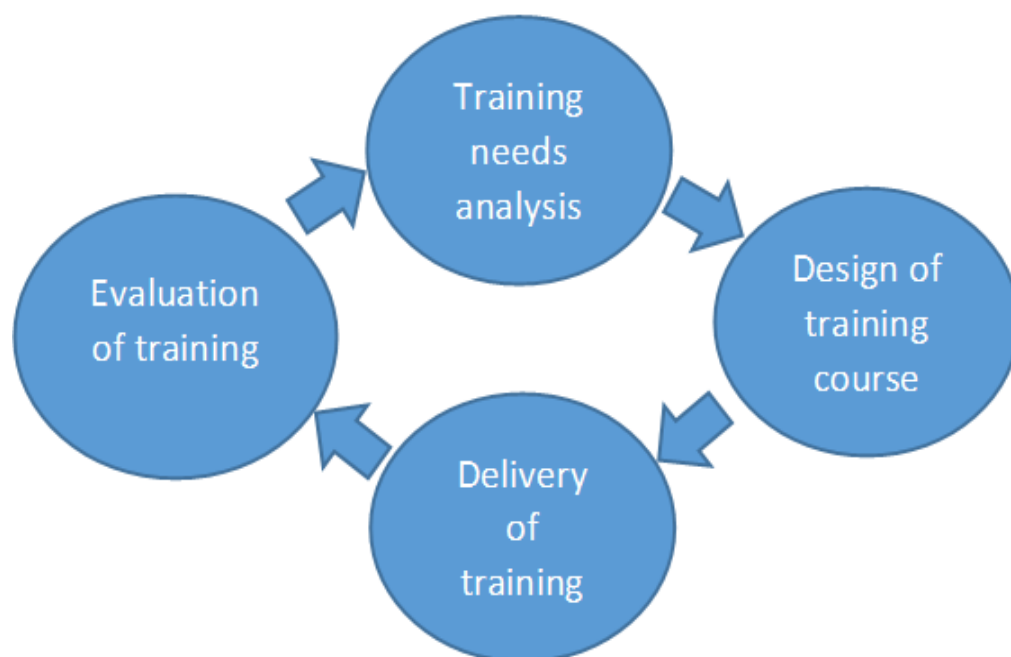 Training
needs
analysis
Design of
training
course
Delivery
of
training
Evaluation
of training